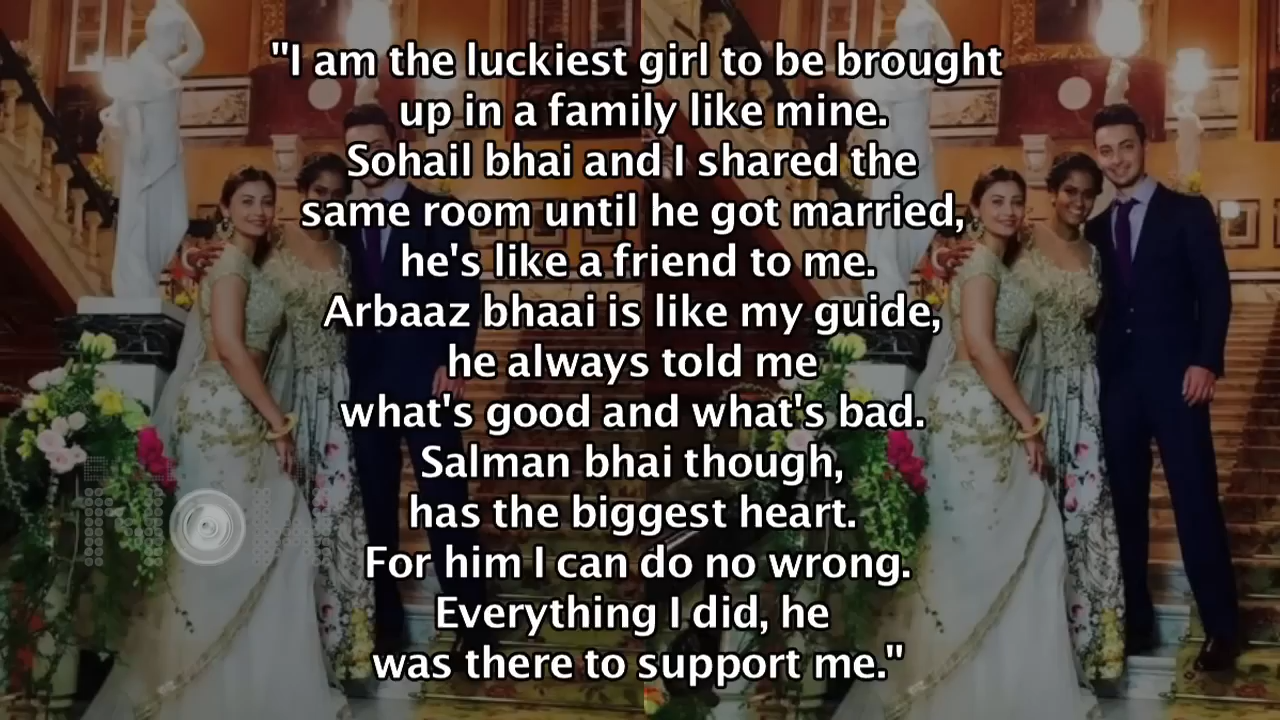 "I am the luckiest girl to be brought
up in a family like mine.
Sohail bhai and I shared the
same room until he got married,
he's like a friend to me.
Arbaaz bhaai is like my guide,
he always told me
what's good and what's bad.
Salman bhai though,
has the biggest heart.
For him I can do no wrong.
Everything I did, he
was there to support me."